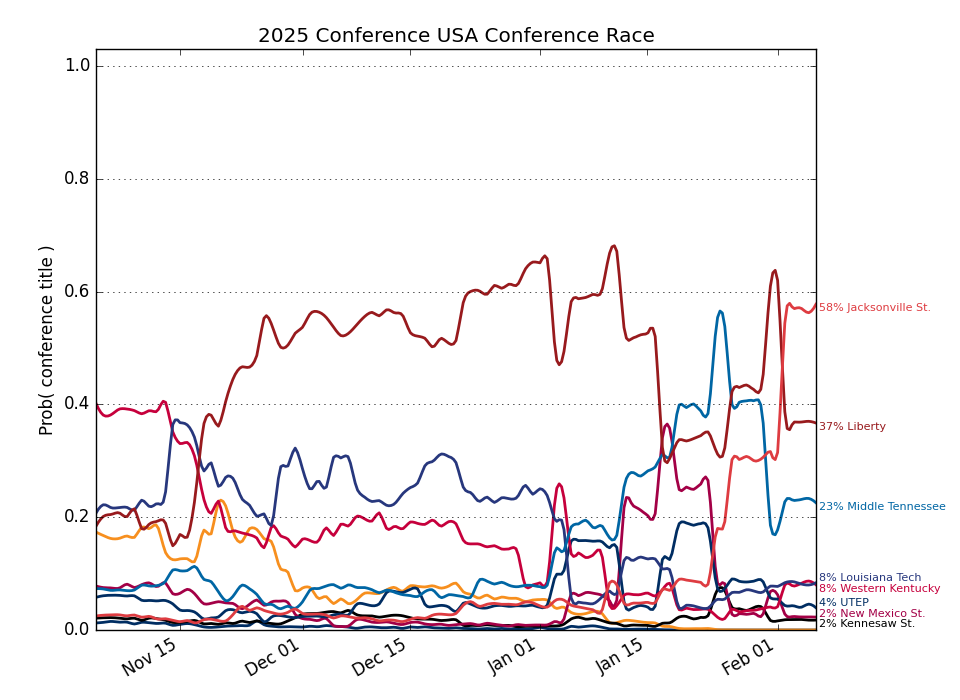 2025 Conference USA Conference Race
Prob( conference title )
1.0
0.8
0.6
0.4
0.2
0.0
Nov 15
Dec 01
Dec 15
Jan 01
Jan 15
Feb 01
58% Jacksonville St.
37% Liberty
23% Middle Tennessee
8% Louisiana Tech
8% Western Kentucky
4% UTEP
2% New Mexico St.
2% Kennesaw St.